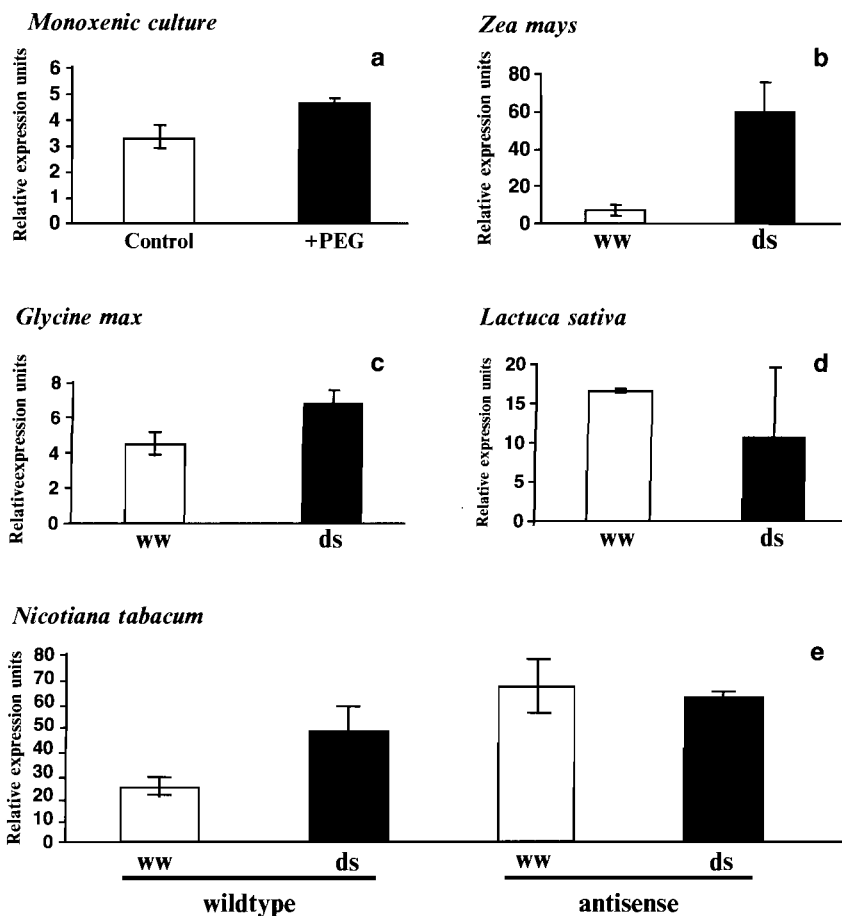 Monoxenic culture
a
Relative expression units
6
5
4
3
2
1
0
Control +PEG
Zea mays
b
Relative expression units
80
60
40
20
0
ww ds
Glycine max
c
Relativeexpression units
8
6
4
2
0
ww ds
Lactuca sativa
d
Relative expression units
20
15
10
5
0
ww ds
Nicotiana tabacum
e
Relative expression units
80
70
60
50
40
30
20
10
0
ww ds ww ds
wildtype antisense